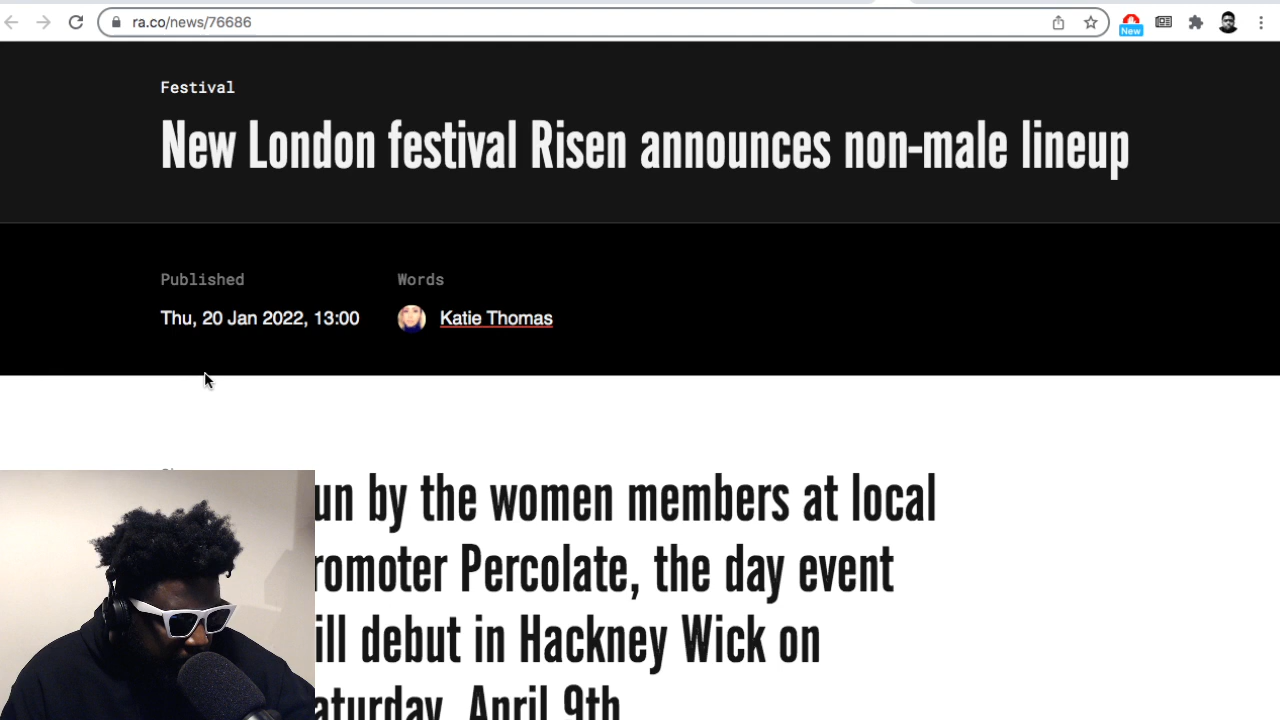 ra.co/news/76686
New
Festival
New London festival Risen announces non-male lineup
Published
Words
Thu, 20 Jan 2022, 13:00
Katie Thomas
un by the women members at local
romoter Percolate, the day event
ill debut in Hackney Wick on
aturday, April 9th